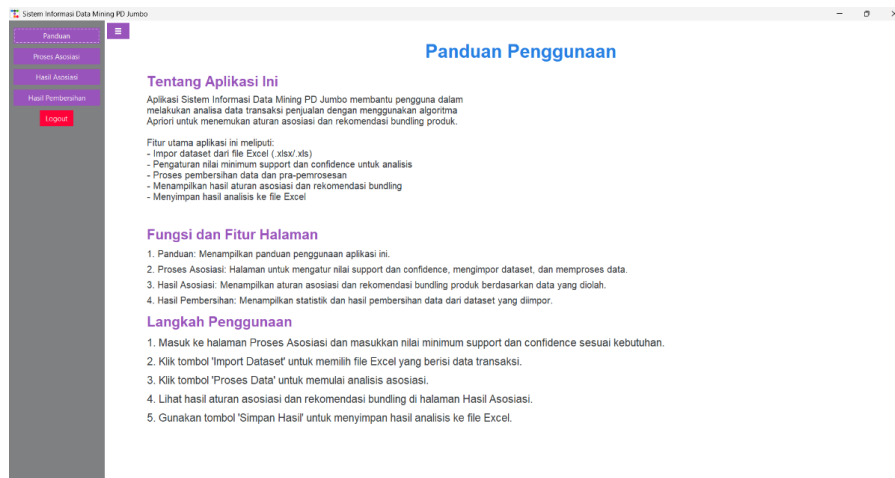 Sistem Informasi Data Mining PD Jumbo
Panduan
Proses Asosiasi
Hasil Asosiasi
Hasil Pembersihan
Logout
Panduan Penggunaan
Tentang Aplikasi Ini
Aplikasi Sistem Informasi Data Mining PD Jumbo membantu pengguna dalam
melakukan analisa data transaksi penjualan dengan menggunakan algoritma
Apriori untuk menemukan aturan asosiasi dan rekomendasi bundling produk.
Fitur utama aplikasi ini meliputi:
- Impor dataset dari file Excel (.xlsx/.xls)
- Pengaturan nilai minimum support dan confidence untuk analisis
- Proses pembersihan data dan pra-pemrosesan
- Menampilkan hasil aturan asosiasi dan rekomendasi bundling
- Menyimpan hasil analisis ke file Excel
Fungsi dan Fitur Halaman
1. Panduan: Menampilkan panduan penggunaan aplikasi ini.
2. Proses Asosiasi: Halaman untuk mengatur nilai support dan confidence, mengimpor dataset, dan memproses data.
3. Hasil Asosiasi: Menampilkan aturan asosiasi dan rekomendasi bundling produk berdasarkan data yang diolah.
4. Hasil Pembersihan: Menampilkan statistik dan hasil pembersihan data dari dataset yang diimpor.
Langkah Penggunaan
1. Masuk ke halaman Proses Asosiasi dan masukkan nilai minimum support dan confidence sesuai kebutuhan.
2. Klik tombol 'Import Dataset' untuk memilih file Excel yang berisi data transaksi.
3. Klik tombol 'Proses Data' untuk memulai analisis asosiasi.
4. Lihat hasil aturan asosiasi dan rekomendasi bundling di halaman Hasil Asosiasi.
5. Gunakan tombol 'Simpan Hasil' untuk menyimpan hasil analisis ke file Excel.